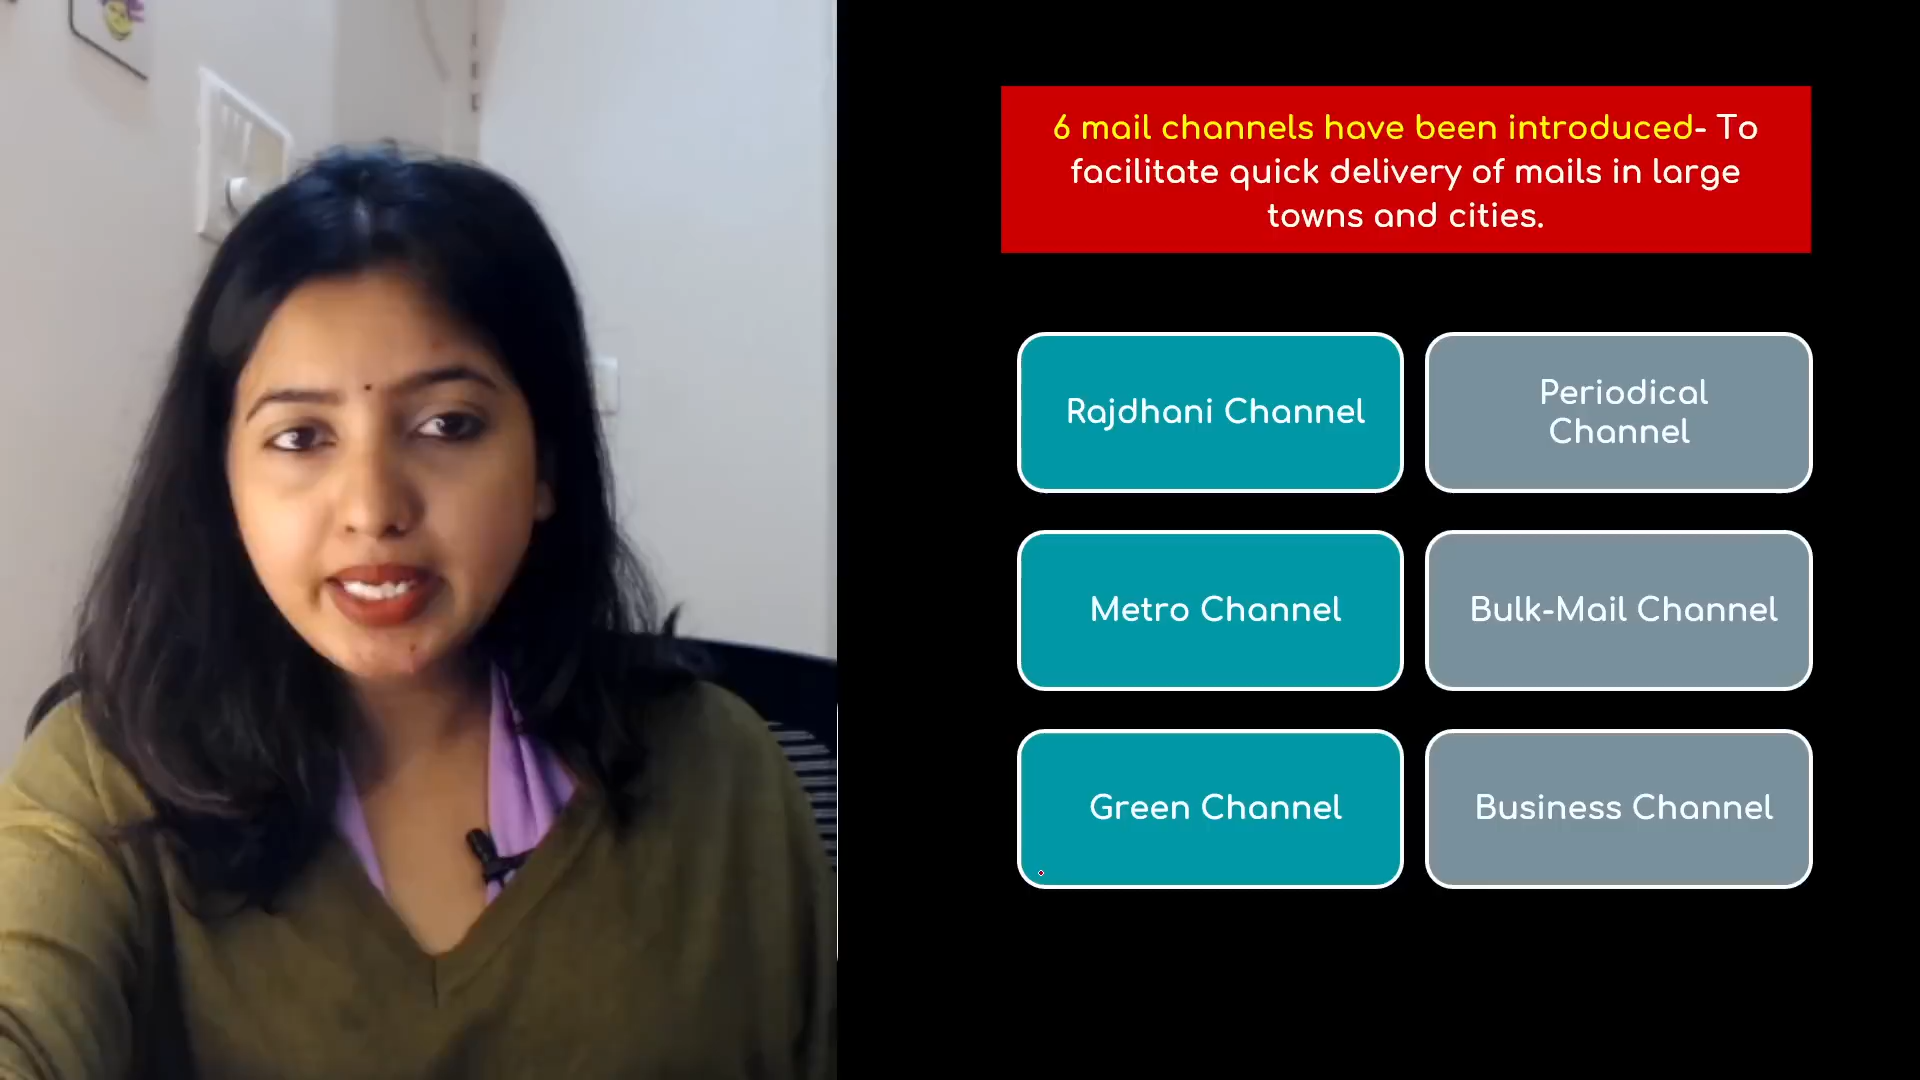 6 mail channels have been introduced- To
facilitate quick delivery of mails in large
towns and cities.
Rajdhani Channel
Periodical
Channel
Metro Channel
Bulk-Mail Channel
Green Channel
Business Channel